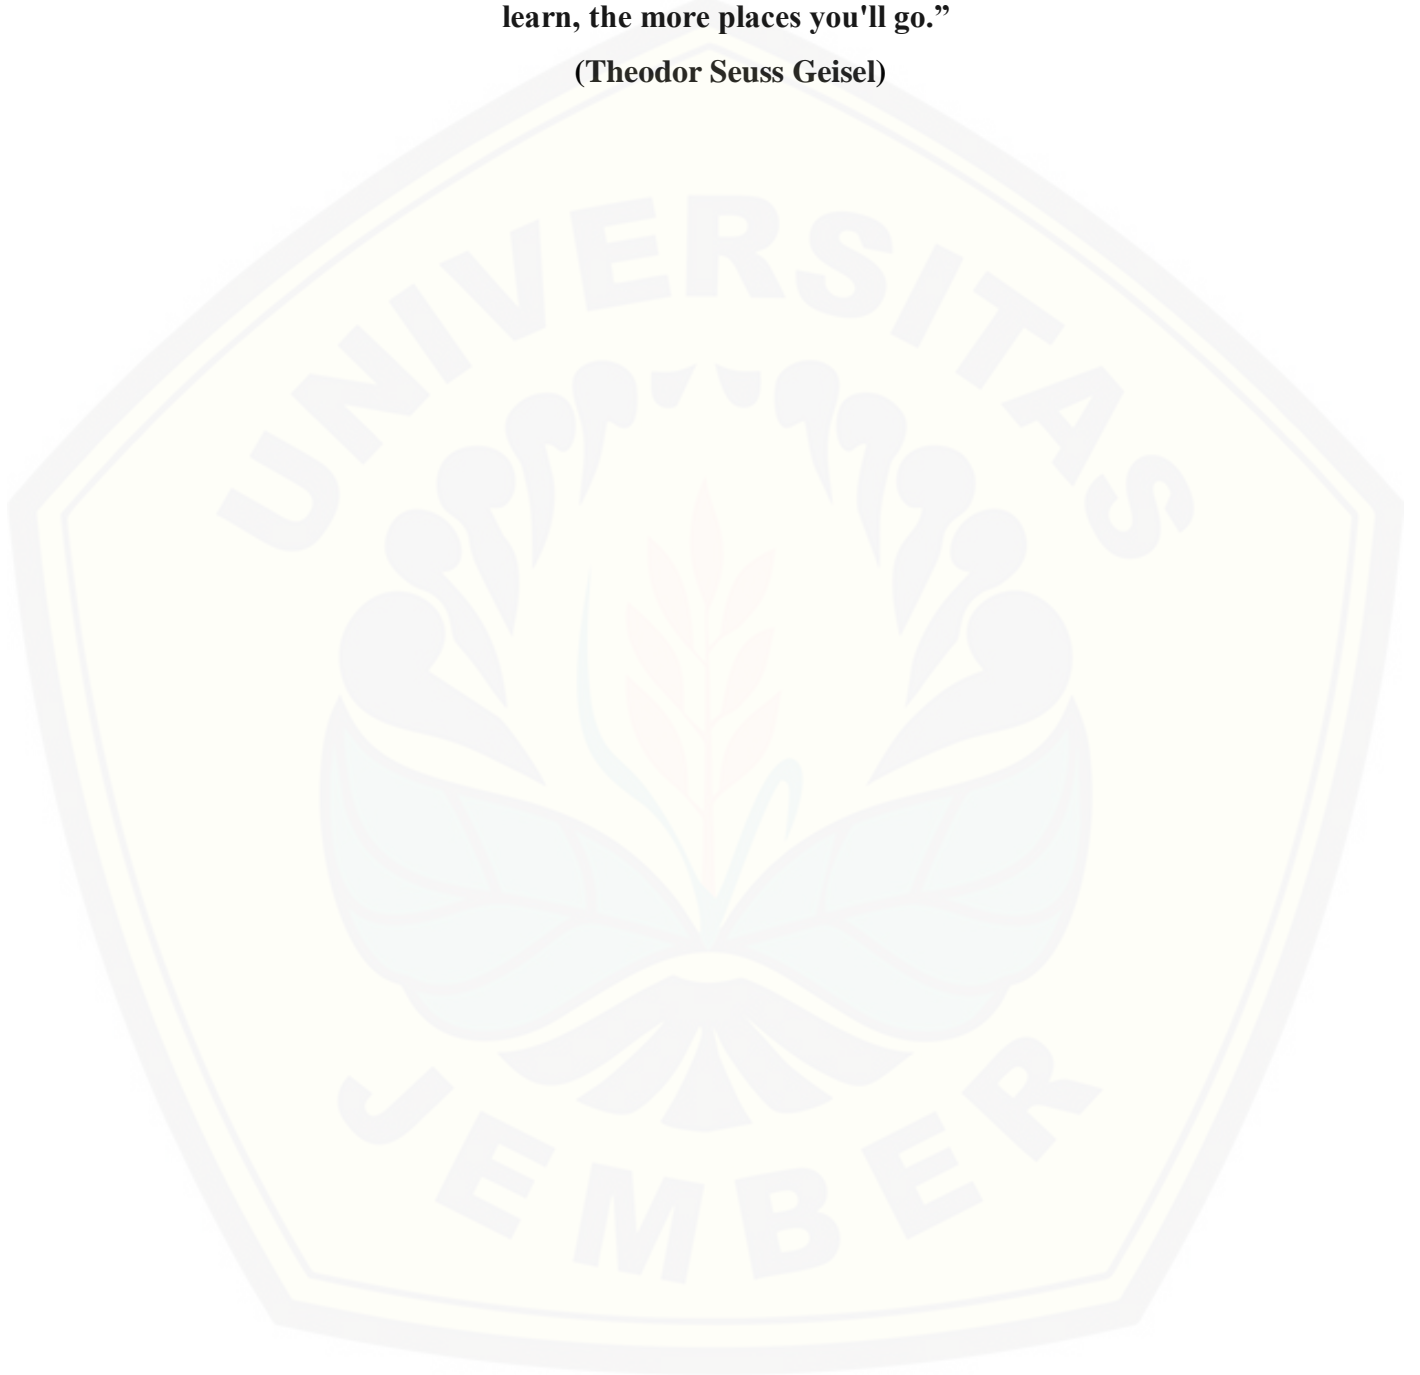 learn, the more places you'll go.”
(Theodor Seuss Geisel)
UNIVERSITAS
JEMBER